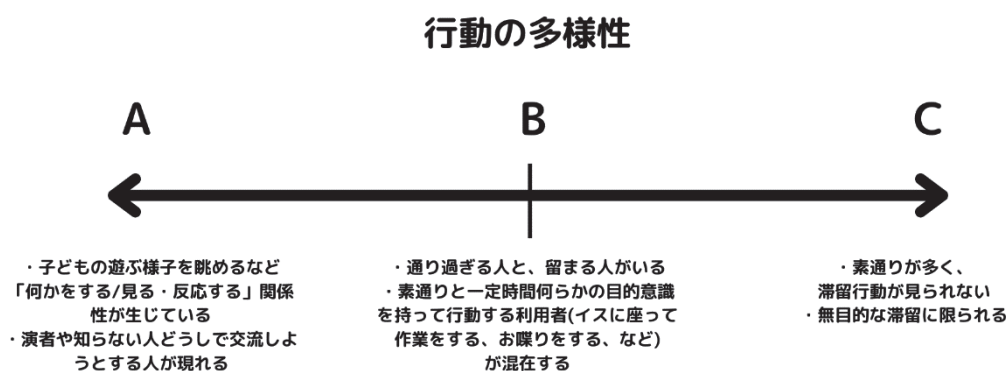 行動の多様性
A
B
C
・子どもの遊ぶ様子を眺めるなど
「何かをする/見る・反応する」関係
性が生じている
・演者や知らない人どうしで交流しよ
うとする人が現れる
・通り過ぎる人と、留まる人がいる
・素通りと一定時間何らかの目的意識
を持って行動する利用者(イスに座って
作業をする、お喋りをする、など)
が混在する
・素通りが多く、
滞留行動が見られない
・無目的な滞留に限られる